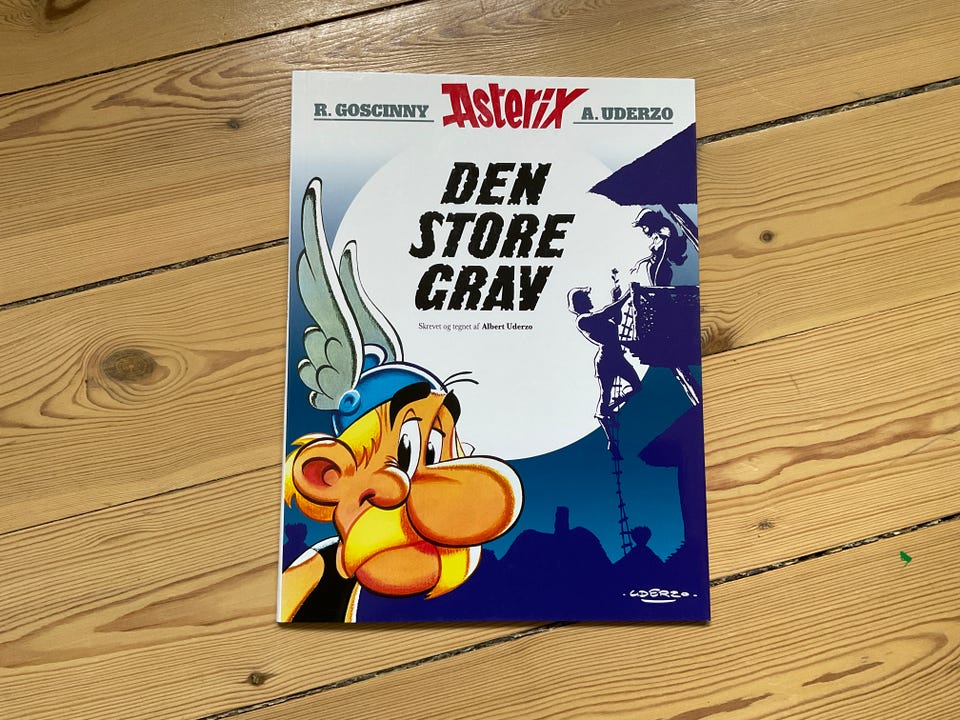 R. GOSCINNY Asterix A. UDERZO
DEN
STORE
GRAV
Skrevet og tegnet af Albert Uderzo
·UDERZO·